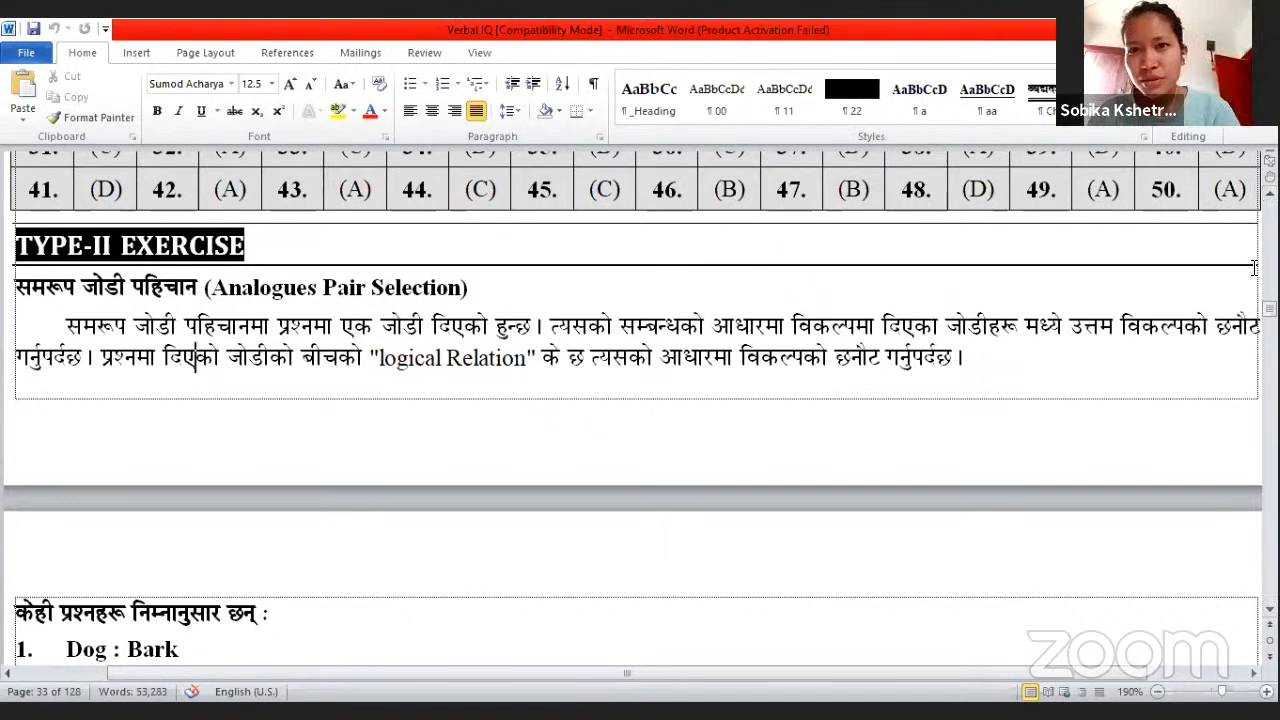 Verbal.IQ [Compatibility Mode] - Microsoft Word (Product Activation Failed)
File Home Insert Page Layout References Mailings Review View
Cut
Copy
Format Painter
Paste
Clipboard
Sumod Acharya 12.5
Font
Paragraph
AaBbCc AaBbCcDc AaBbCcDc AaBbCcD AaBbCcD
¶ _Heading ¶ 00 ¶ 11 ¶ 22 ¶ a ¶ aa
Styles
Editing
Sobika Kshetr...
41. (D) 42. (A) 43. (A) 44. (C) 45. (C) 46. (B) 47. (B) 48. (D) 49. (A) 50. (A)
TYPE-II EXERCISE
समरूप जोडी पहिचान (Analogues Pair Selection)
समरूप जोडी पहिचानमा प्रश्नमा एक जोडी दिएको हुन्छ। त्यसको सम्बन्धको आधारमा विकल्पमा दिएका जोडीहरू मध्ये उत्तम विकल्पको छनौट
गर्नुपर्दछ। प्रश्नमा दिएको जोडीको बीचको "logical Relation" के छ त्यसको आधारमा विकल्पको छनौट गर्नुपर्दछ।
केही प्रश्नहरू निम्नानुसार छन् :
1. Dog : Bark
zoom
Page: 33 of 128 Words: 53,283 English (U.S.) 190%